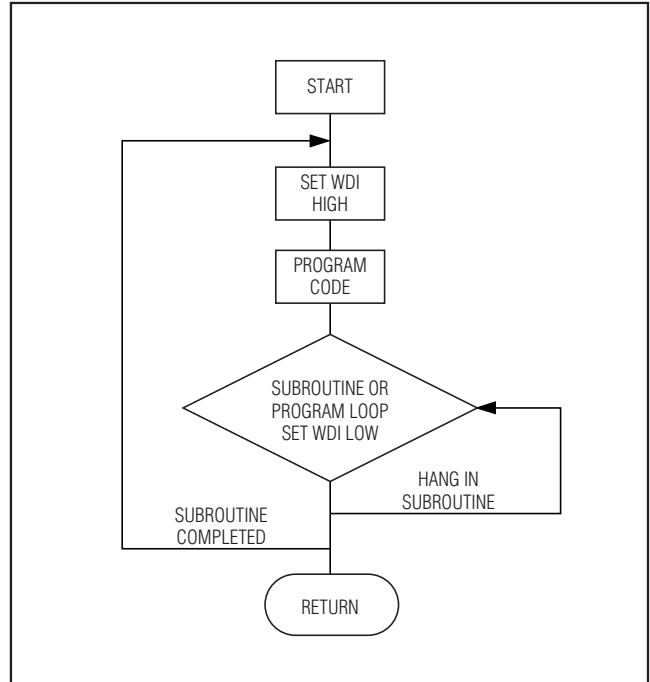 START
SET WDI
HIGH
PROGRAM
CODE
SUBROUTINE OR
PROGRAM LOOP
SET WDI LOW
HANG IN
SUBROUTINE
SUBROUTINE
COMPLETED
RETURN